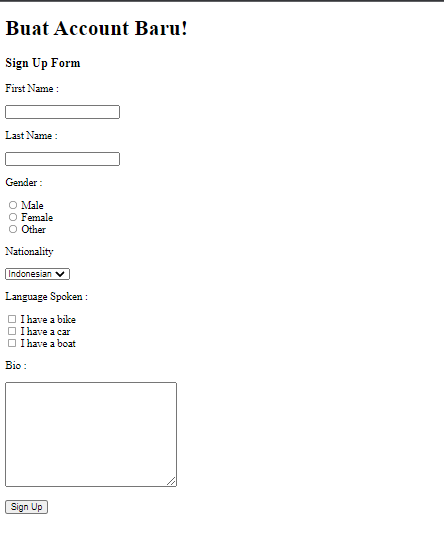 Buat Account Baru!
Sign Up Form
First Name :
Last Name :
Gender :
Male
Female
Other
Nationality
Indonesian
Language Spoken :
I have a bike
I have a car
I have a boat
Bio :
Sign Up